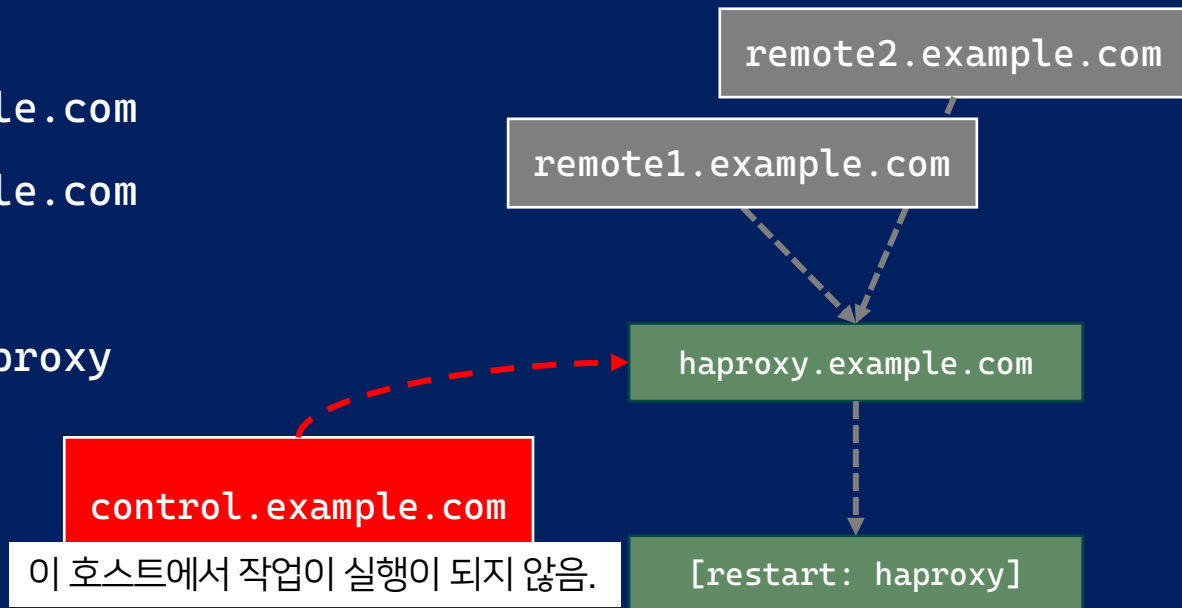 remote2.example.com
le.com
remote1.example.com
le.com
proxy
haproxy.example.com
control.example.com
이 호스트에서 작업이 실행이 되지 않음.
[restart: haproxy]